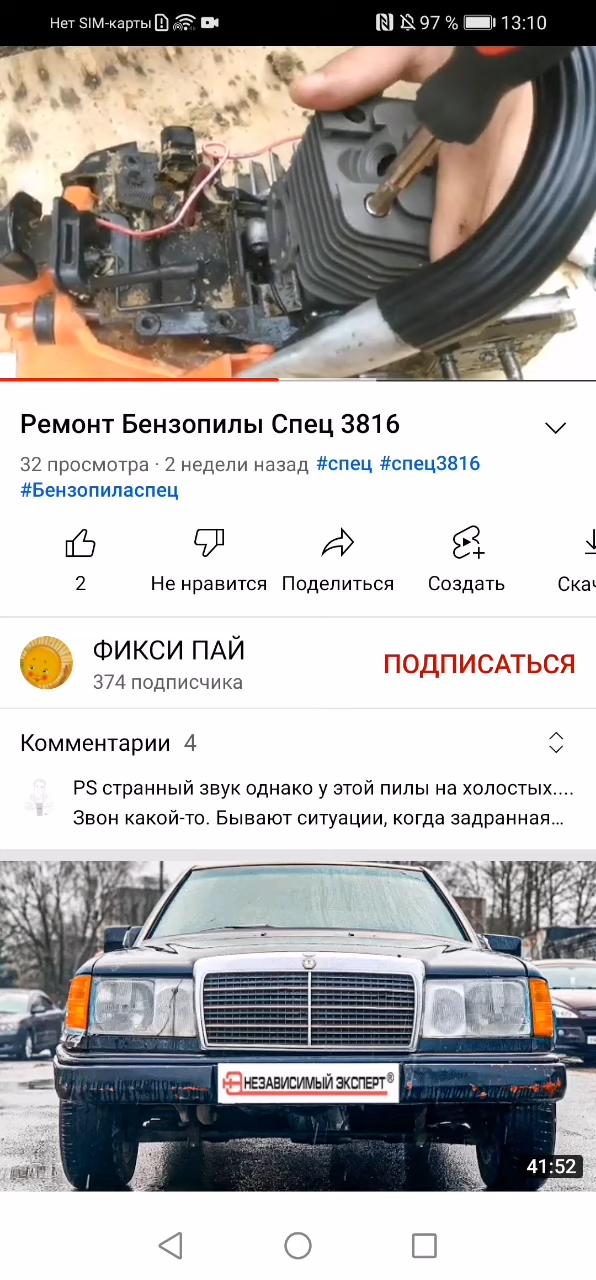 Нет SIM-карты 97 % 13:10
Ремонт Бензопилы Спец 3816
32 просмотра · 2 недели назад #спец #спец3816
#Бензопиласпец
2 Не нравится Поделиться Создать Скач
ФИКСИ ПАЙ
ПОДПИСАТЬСЯ
374 подписчика
Комментарии 4
PS странный звук однако у этой пилы на холостых....
Звон какой-то. Бывают ситуации, когда задранная...
НЕЗАВИСИМЫЙ ЭКСПЕРТ®
41:52